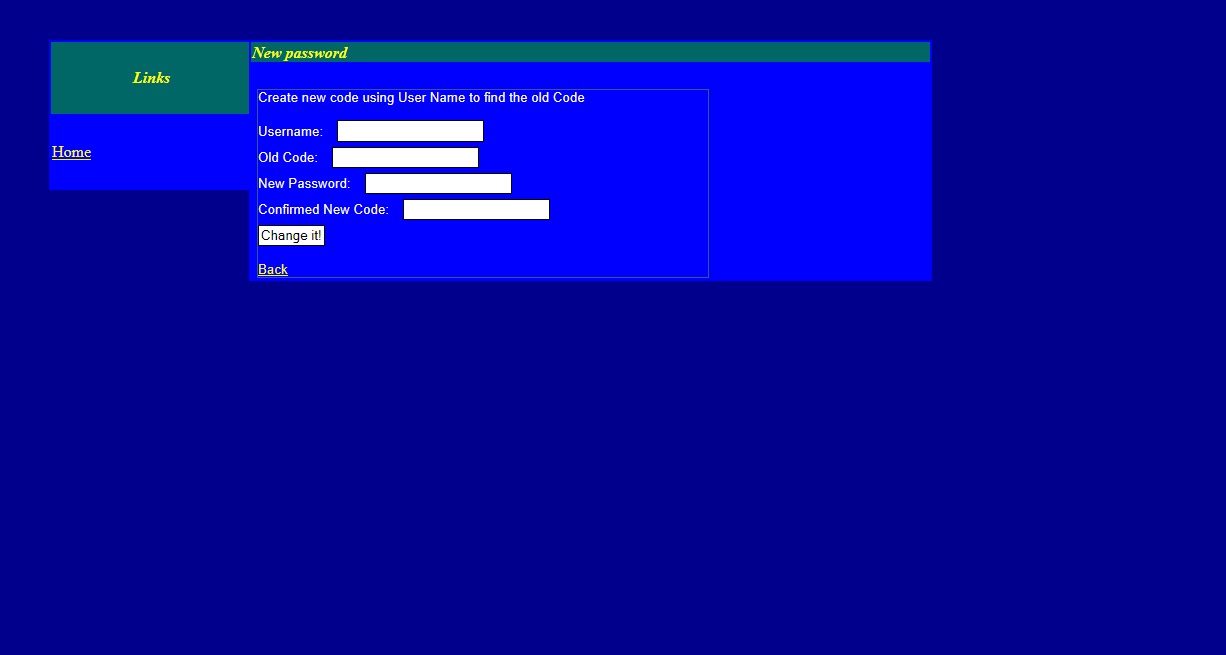 Links
Home
New password
Create new code using User Name to find the old Code
Username:
Old Code:
New Password:
Confirmed New Code:
Change it!
Back